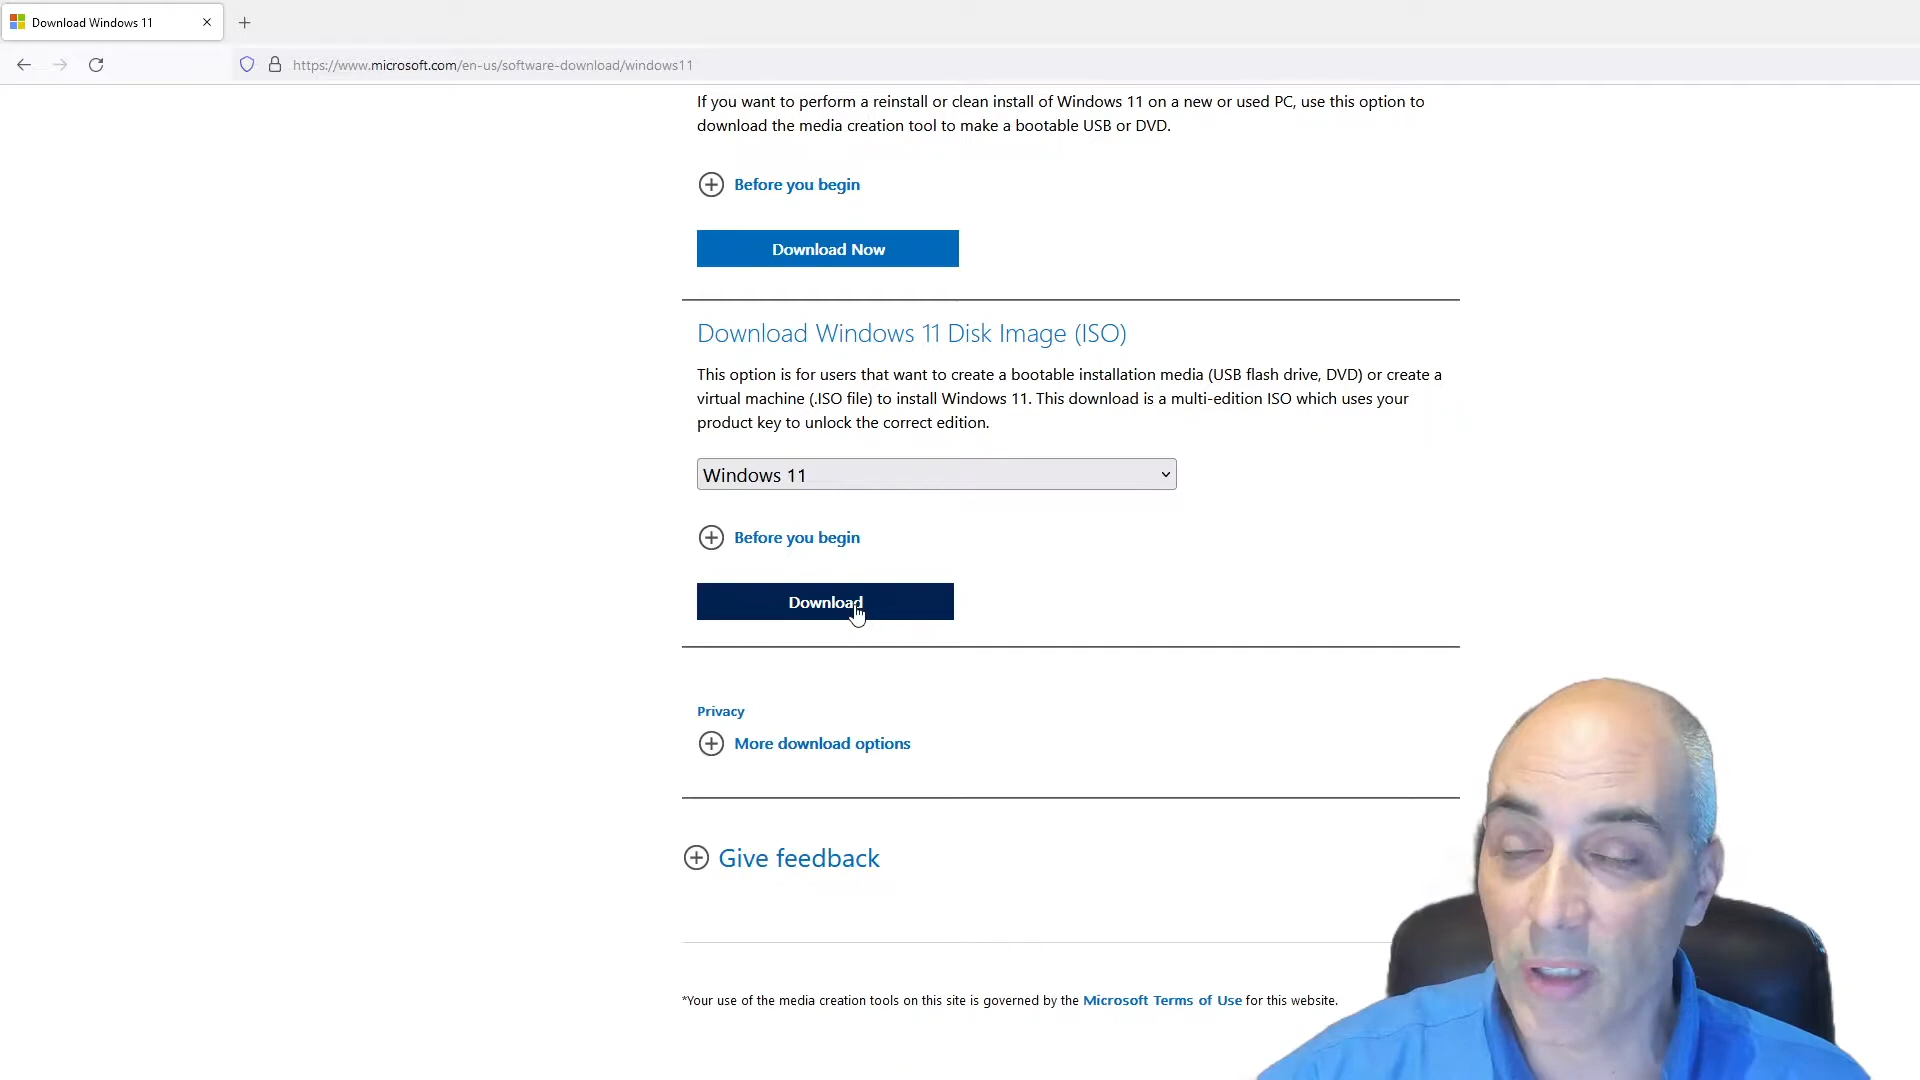 Download Windows 11
https://www.microsoft.com/en-us/software-download/windows11
If you want to perform a reinstall or clean install of Windows 11 on a new or used PC, use this option to
download the media creation tool to make a bootable USB or DVD.
Before you begin
Download Now
Download Windows 11 Disk Image (ISO)
This option is for users that want to create a bootable installation media (USB flash drive, DVD) or create a
virtual machine (.ISO file) to install Windows 11. This download is a multi-edition ISO which uses your
product key to unlock the correct edition.
Windows 11
Before you begin
Download
Privacy
More download options
Give feedback
*Your use of the media creation tools on this site is governed by the Microsoft Terms of Use for this website.